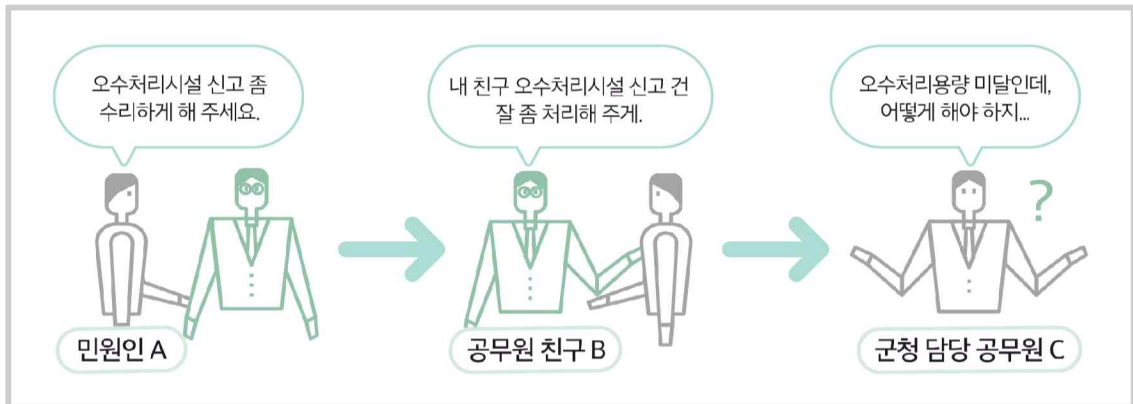 오수처리시설 신고 좀
수리하게 해 주세요.
내 친구 오수처리시설 신고 건
잘 좀 처리해 주게.
오수처리용량 미달인데,
어떻게 해야 하지...
?
민원인 A
공무원 친구 B
군청 담당 공무원 C